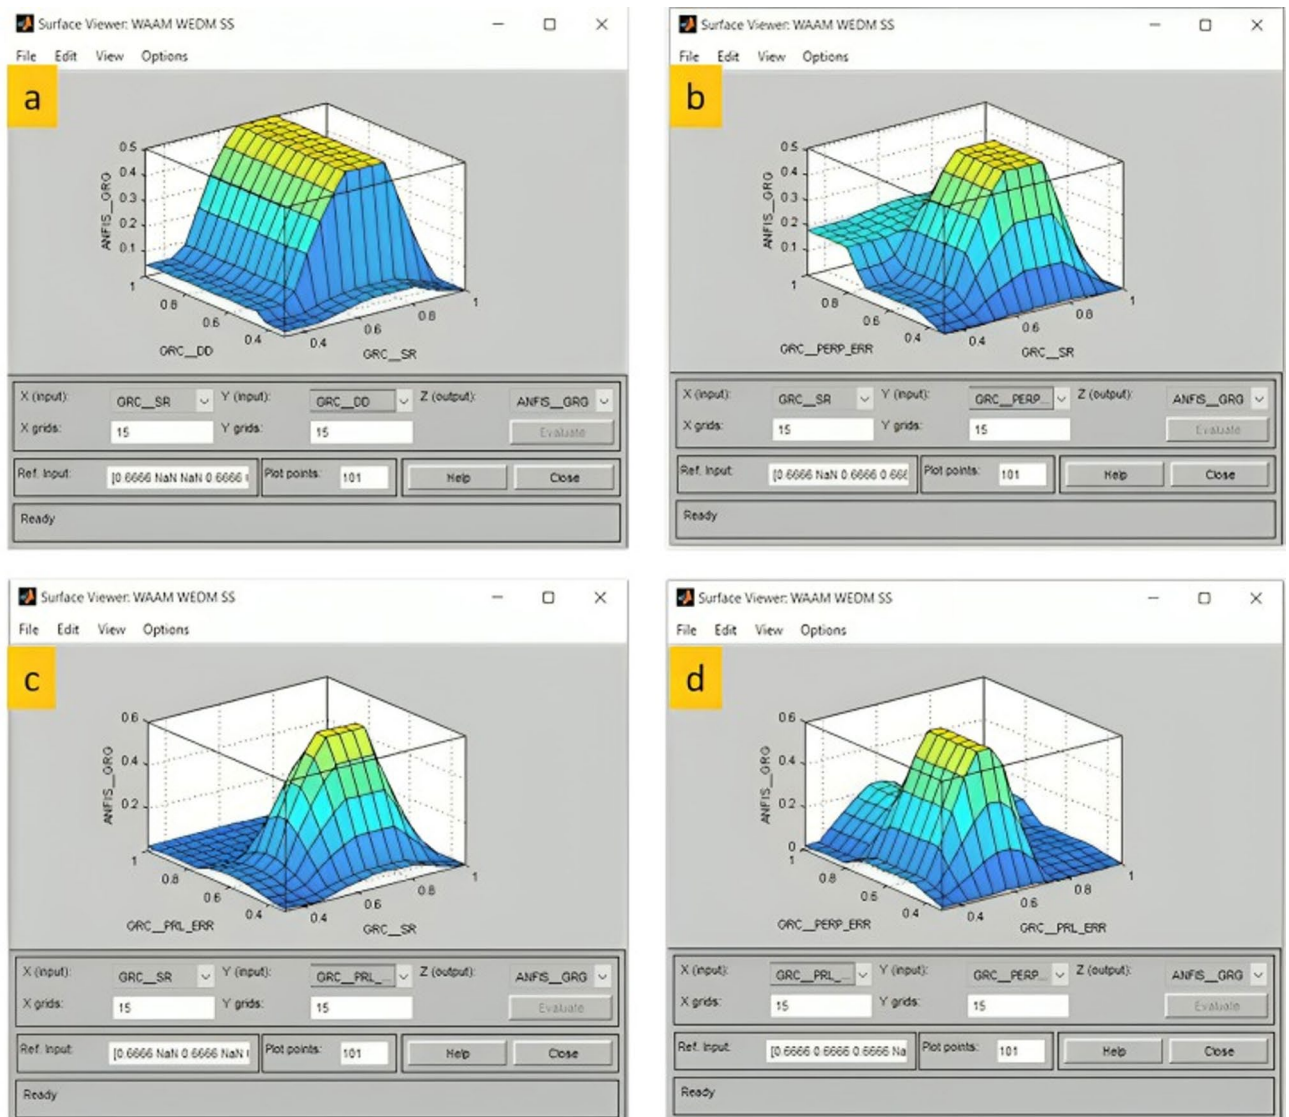 Surface Viewer: WAAM WEDM SS
File Edit View Options
a
0.5
0.4
0.3
0.2
0.1
ANFIS__GRG
1
0.8
0.6
0.4
GRC__DD
0.4
0.6
0.8
1
GRC__SR
X (input): GRC__SR Y (input): GRC__DD Z (output): ANFIS__GRG
X grids: 15 Y grids: 15 Evaluate
Ref. Input: [0.6666 NaN NaN 0.6666 Plot points: 101 Help Close
Ready
Surface Viewer: WAAM WEDM SS
File Edit View Options
b
0.5
0.4
0.3
0.2
0.1
ANFIS__GRG
1
0.8
0.6
0.4
GRC__PERP_ERR
0.4
0.6
0.8
1
GRC__SR
X (input): GRC__SR Y (input): GRC__PERP... Z (output): ANFIS__GRG
X grids: 15 Y grids: 15 Evaluate
Ref. Input: [0.6666 NaN 0.6666 0.666 Plot points: 101 Help Close
Ready
Surface Viewer: WAAM WEDM SS
File Edit View Options
c
0.6
0.4
0.2
ANFIS__GRG
1
0.8
0.6
0.4
GRC__PRL_ERR
0.4
0.6
0.8
1
GRC__SR
X (input): GRC__SR Y (input): GRC__PRL_... Z (output): ANFIS__GRG
X grids: 15 Y grids: 15 Evaluate
Ref. Input: [0.6666 NaN 0.6666 NaN Plot points: 101 Help Close
Ready
Surface Viewer: WAAM WEDM SS
File Edit View Options
d
0.6
0.4
0.2
0
ANFIS__GRG
1
0.8
0.6
0.4
GRC__PERP_ERR
0.4
0.6
0.8
1
GRC__PRL_ERR
X (input): GRC__PRL_... Y (input): GRC__PERP... Z (output): ANFIS__GRG
X grids: 15 Y grids: 15 Evaluate
Ref. Input: [0.6666 0.6666 0.6666 Na Plot points: 101 Help Close
Ready